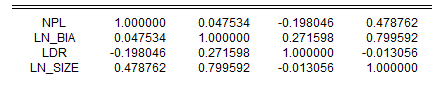 NPL 1.000000 0.047534 -0.198046 0.478762
LN_BIA 0.047534 1.000000 0.271598 0.799592
LDR -0.198046 0.271598 1.000000 -0.013056
LN_SIZE 0.478762 0.799592 -0.013056 1.000000